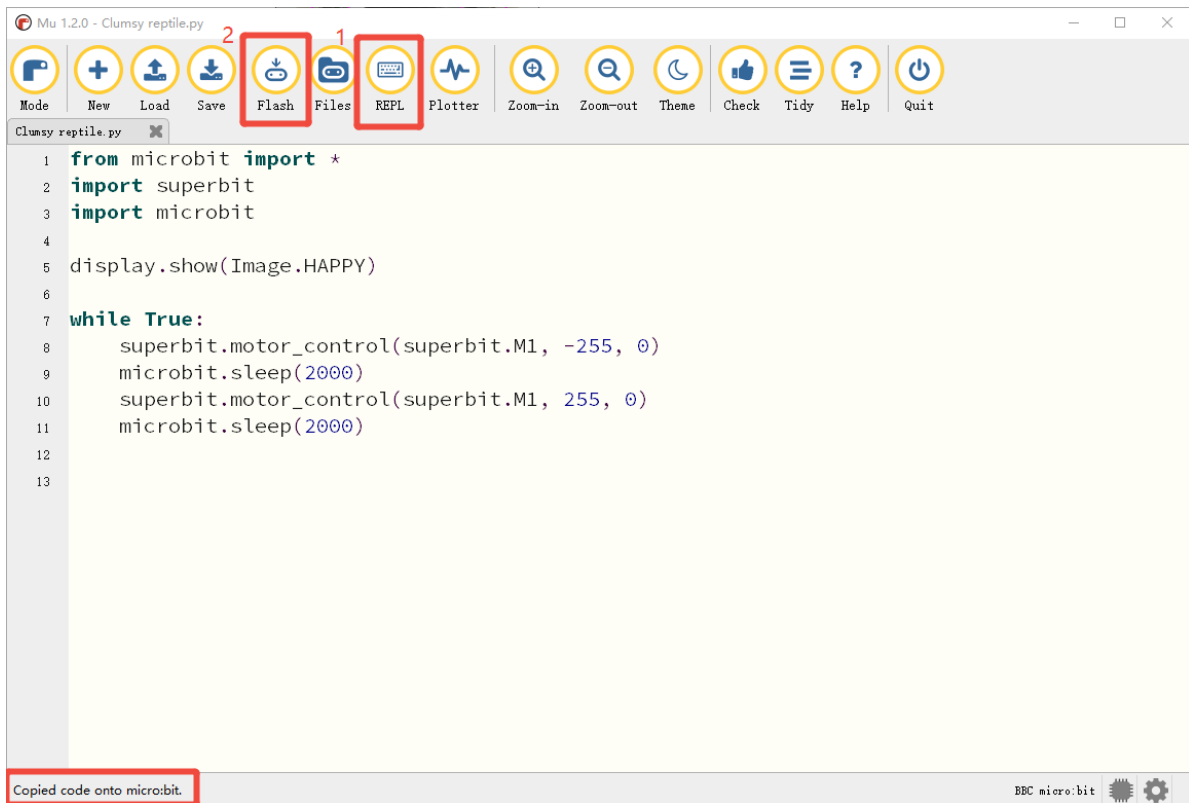 Mu 1.2.0 - Clumsy reptile.py
2
1
Mode New Load Save Flash Files REPL Plotter Zoom-in Zoom-out Theme Check Tidy Help Quit
Clumsy reptile.py
1 from microbit import *
2 import superbit
3 import microbit
4
5 display.show(Image.HAPPY)
6
7 while True:
8     superbit.motor_control(superbit.M1, -255, 0)
9     microbit.sleep(2000)
10     superbit.motor_control(superbit.M1, 255, 0)
11     microbit.sleep(2000)
12
13
Copied code onto micro:bit. BBC micro:bit